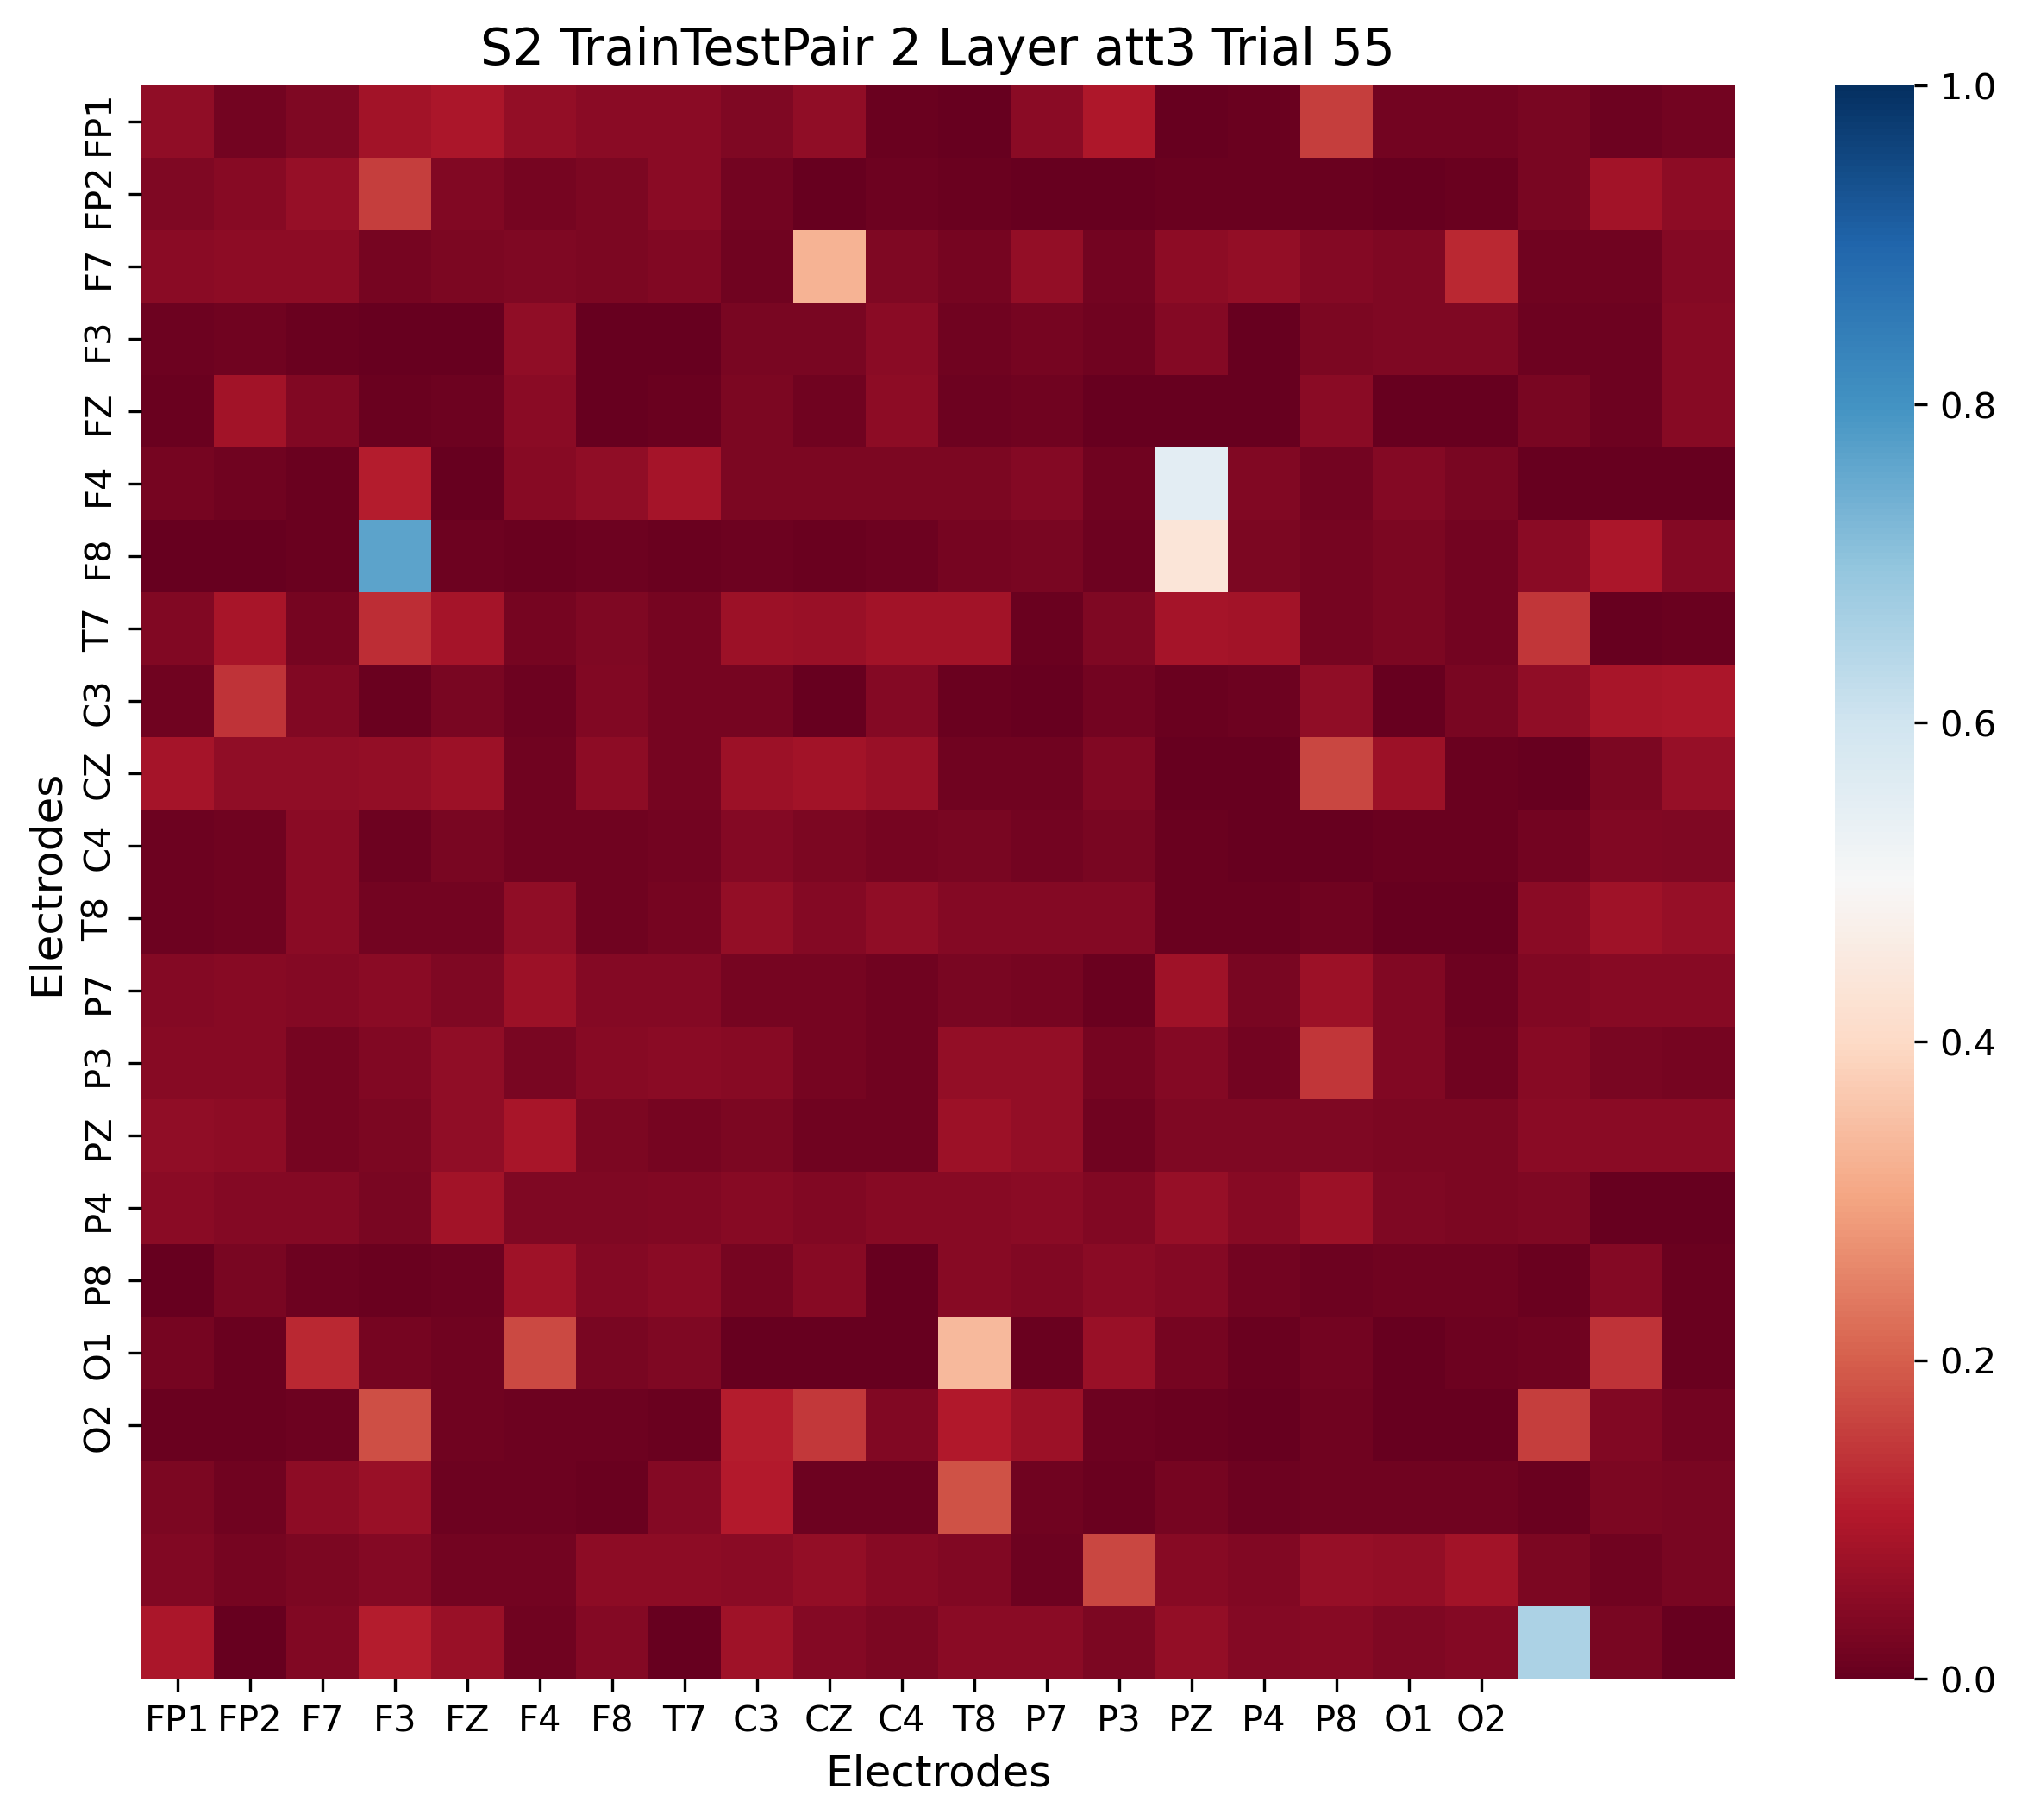 S2 TrainTestPair 2 Layer att3 Trial 55
Electrodes
FP1
FP2
F7
F3
FZ
F4
F8
T7
C3
CZ
C4
T8
P7
P3
PZ
P4
P8
O1
O2
1.0
0.8
0.6
0.4
0.2
0.0
FP1 FP2 F7 F3 FZ F4 F8 T7 C3 CZ C4 T8 P7 P3 PZ P4 P8 O1 O2
Electrodes